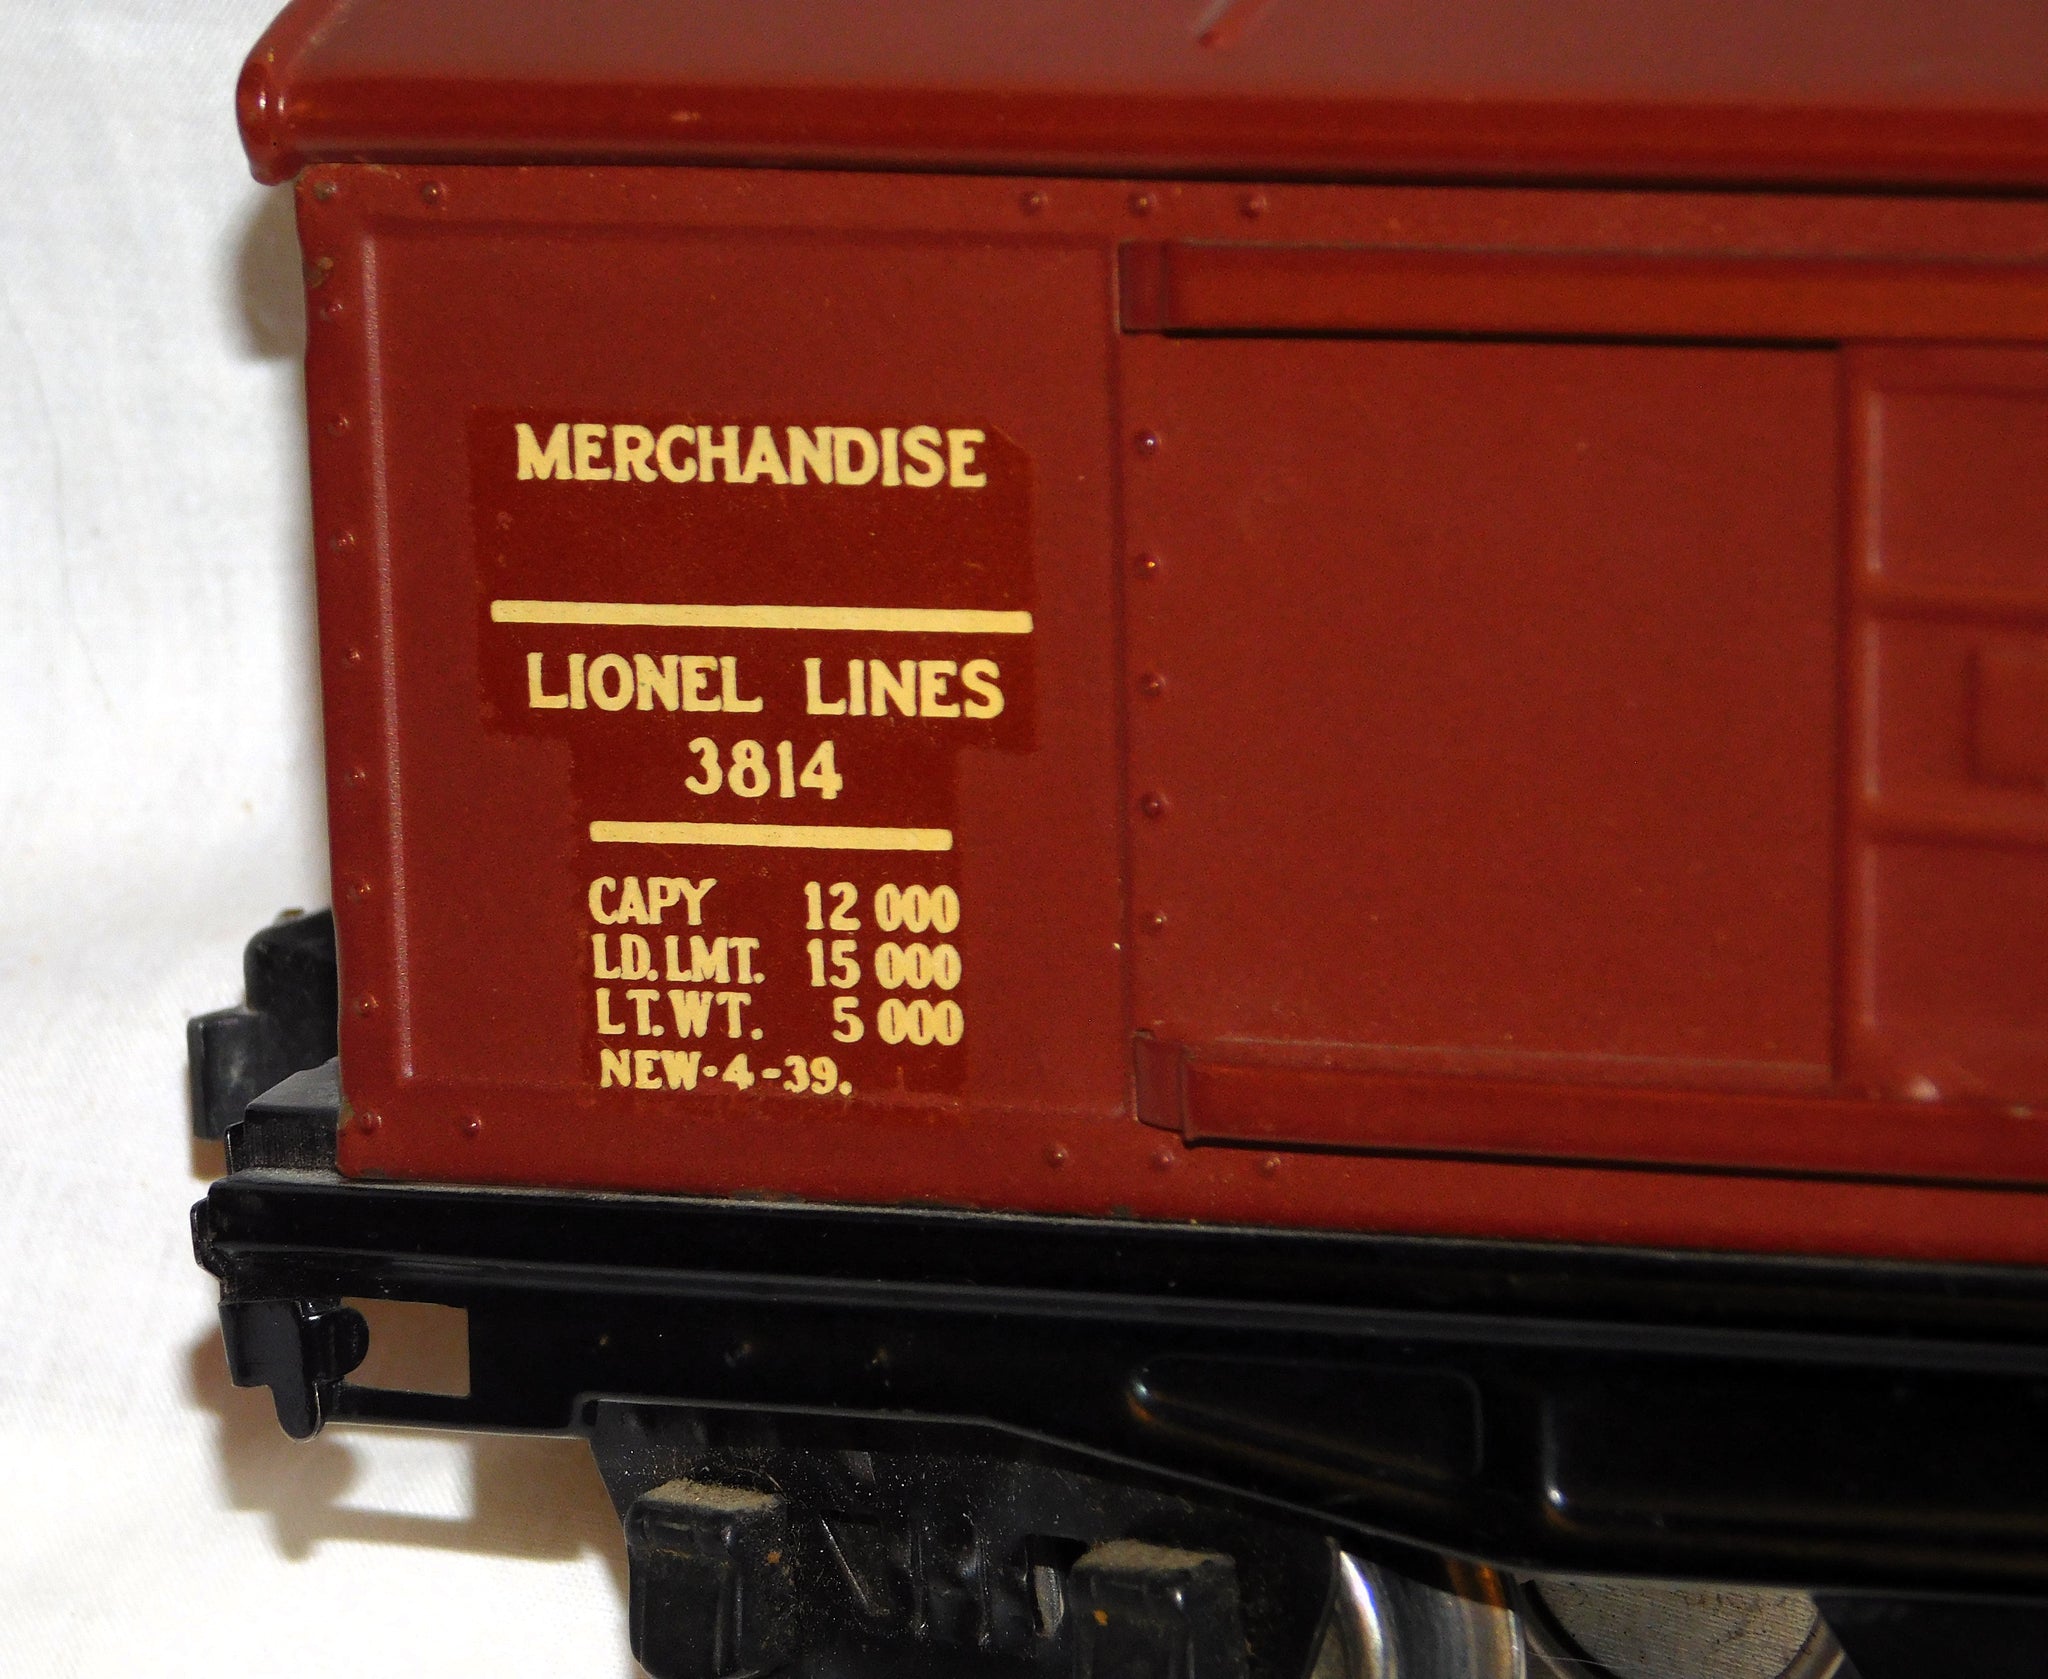 MERCHANDISE
LIONEL LINES
3814
CAPY 12 000
LD. LMT. 15 000
LT. WT. 5 000
NEW-4-39.